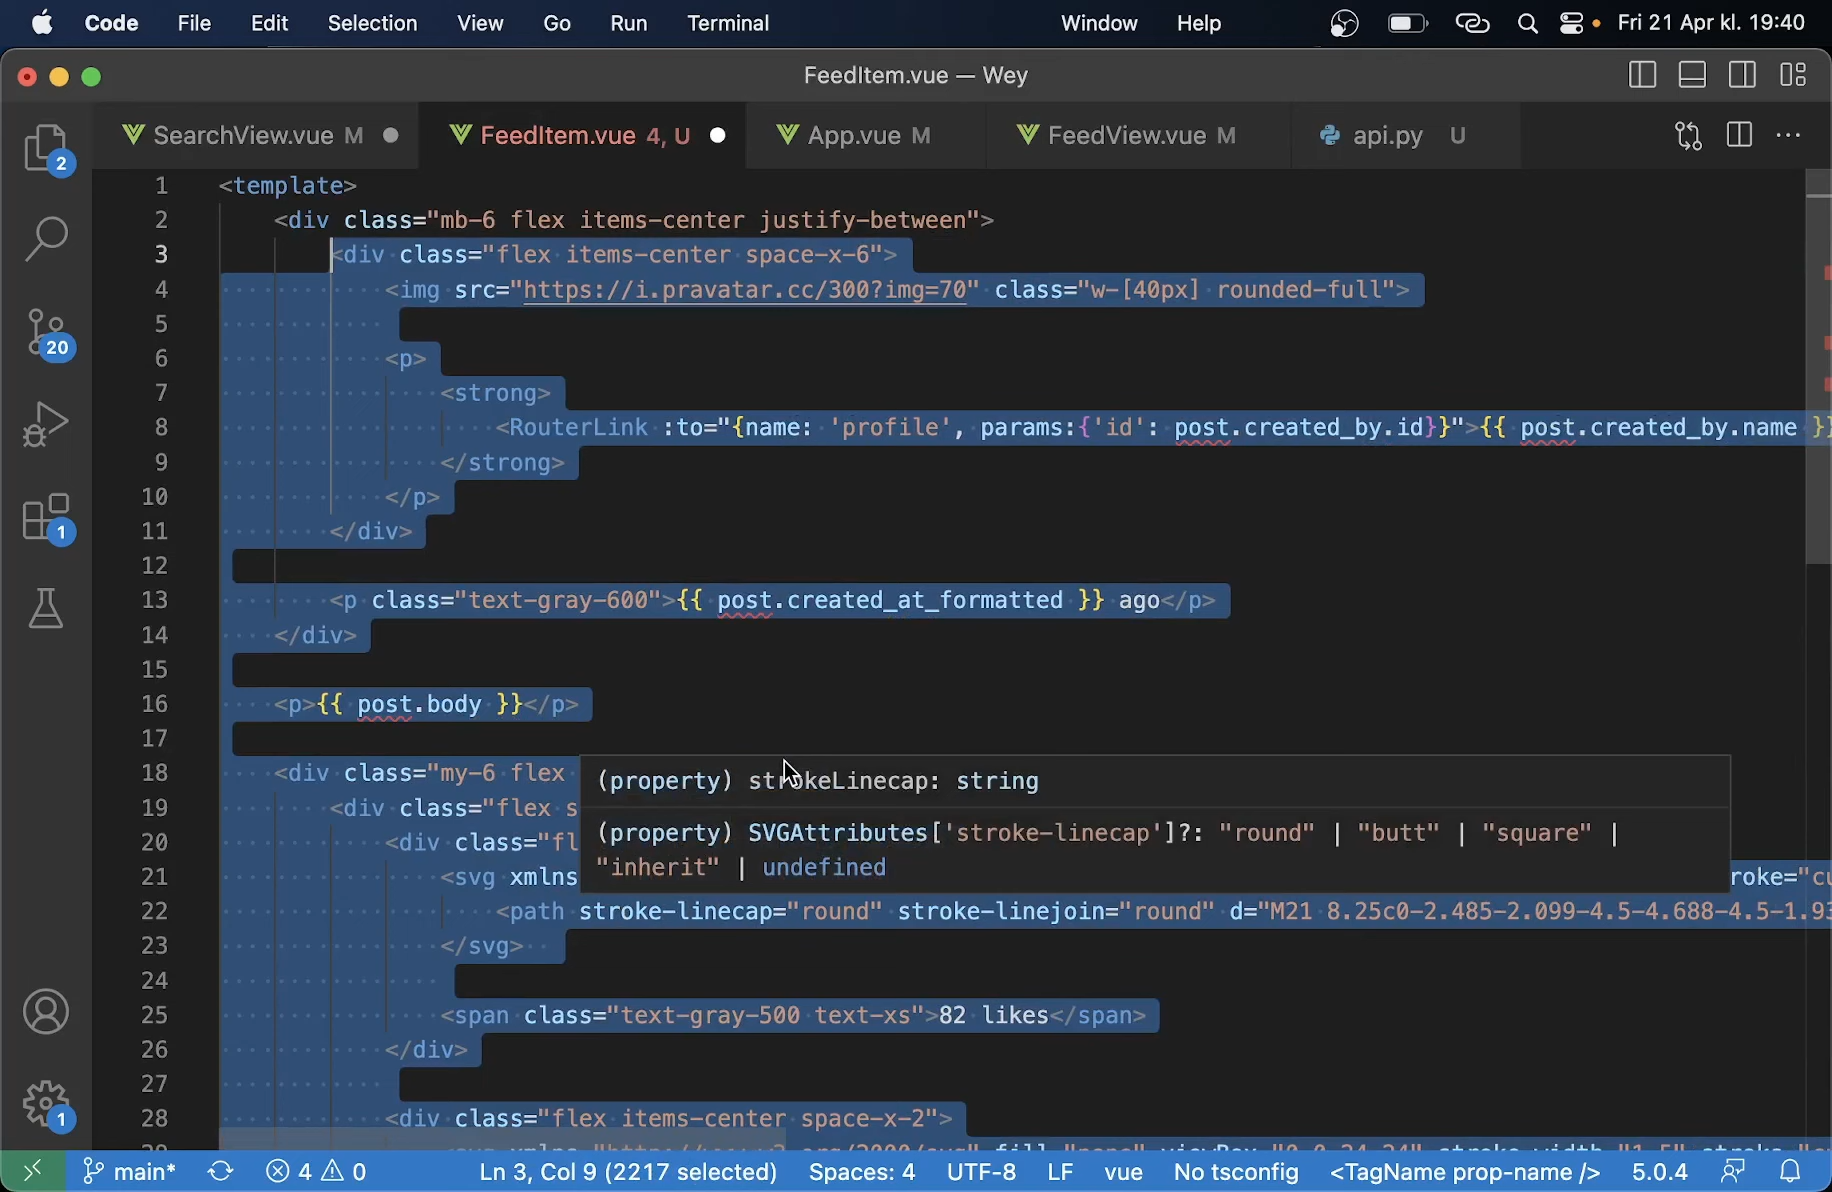 Code File Edit Selection View Go Run Terminal Window Help Fri 21 Apr kl. 19:40
FeedItem.vue — Wey
SearchView.vue M FeedItem.vue 4, U App.vue M FeedView.vue M api.py U
2
20
1
1
1 <template>
2 <div class="mb-6 flex items-center justify-between">
3 <div class="flex items-center space-x-6">
4 <img src="https://i.pravatar.cc/300?img=70" class="w-[40px] rounded-full">
5
6 <p>
7 <strong>
8 <RouterLink :to="{name: 'profile', params:{'id': post.created_by.id}}">{{ post.created_by.name }}
9 </strong>
10 </p>
11 </div>
12
13 <p class="text-gray-600">{{ post.created_at_formatted }} ago</p>
14 </div>
15
16 <p>{{ post.body }}</p>
17
18 <div class="my-6 flex
(property) strokeLinecap: string
19 <div class="flex s
(property) SVGAttributes['stroke-linecap']?: "round" | "butt" | "square" |
20 <div class="fl
"inherit" | undefined
21 <svg xmlns roke="cu
22 <path stroke-linecap="round" stroke-linejoin="round" d="M21 8.25c0-2.485-2.099-4.5-4.688-4.5-1.93
23 </svg>
24
25 <span class="text-gray-500 text-xs">82 likes</span>
26 </div>
27
28 <div class="flex items-center space-x-2">
main* 4 0 Ln 3, Col 9 (2217 selected) Spaces: 4 UTF-8 LF vue No tsconfig <TagName prop-name /> 5.0.4